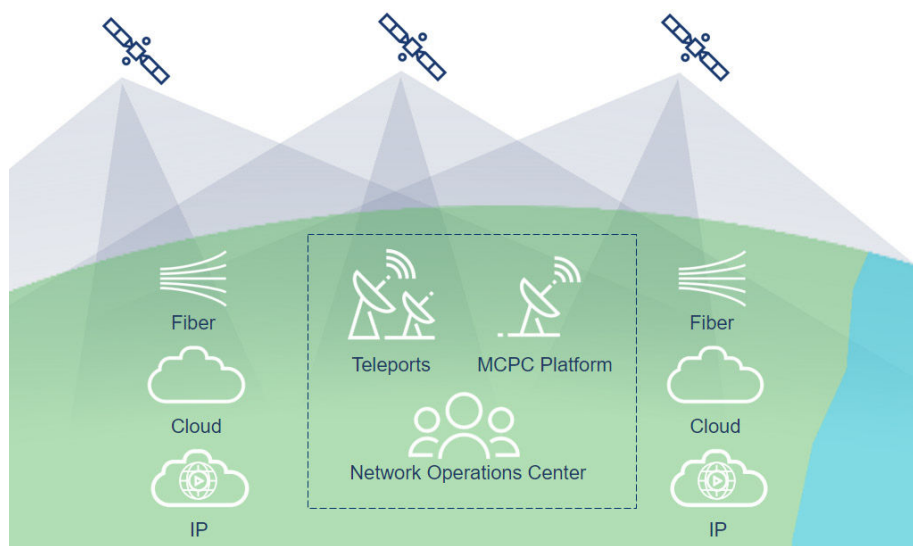 Fiber
Teleports
MCPC Platform
Fiber
Cloud
Cloud
Network Operations Center
IP
IP